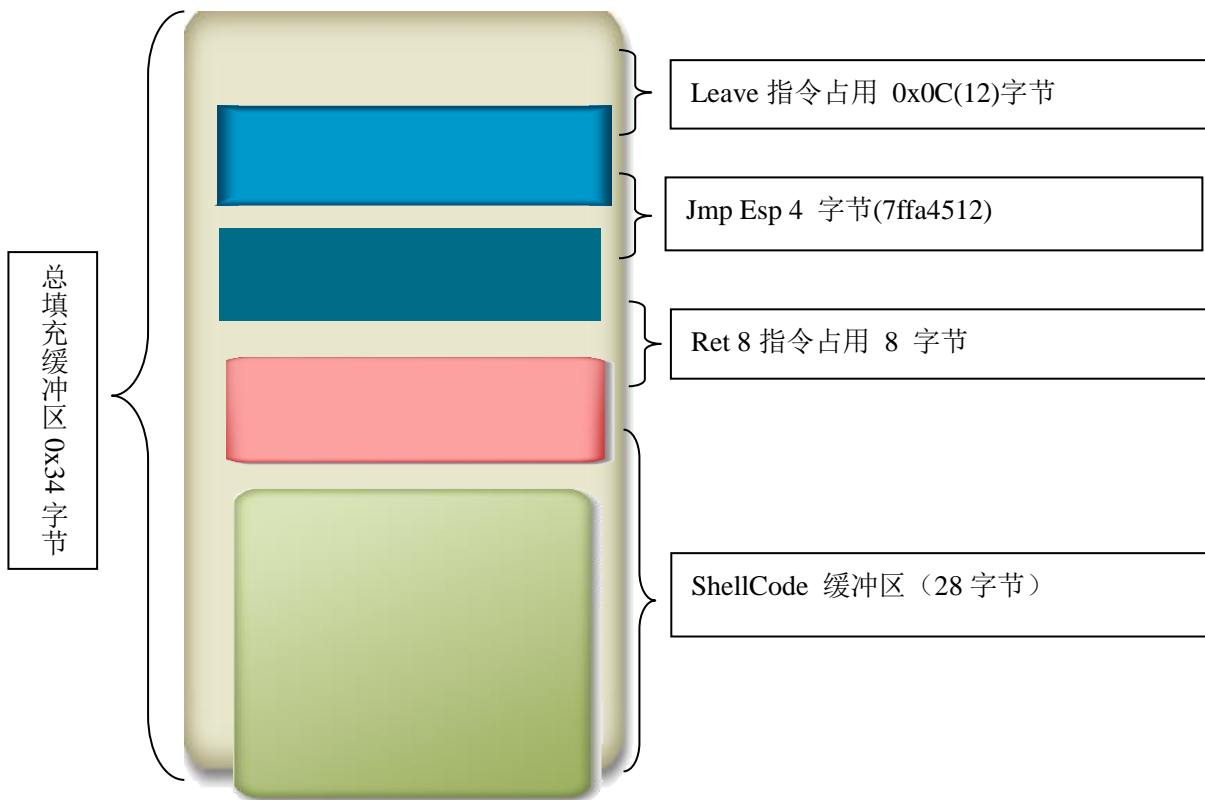 总填充缓冲区 0x34 字节
Leave 指令占用 0x0C(12)字节
Jmp Esp 4 字节(7ffa4512)
Ret 8 指令占用 8 字节
ShellCode 缓冲区（28 字节）